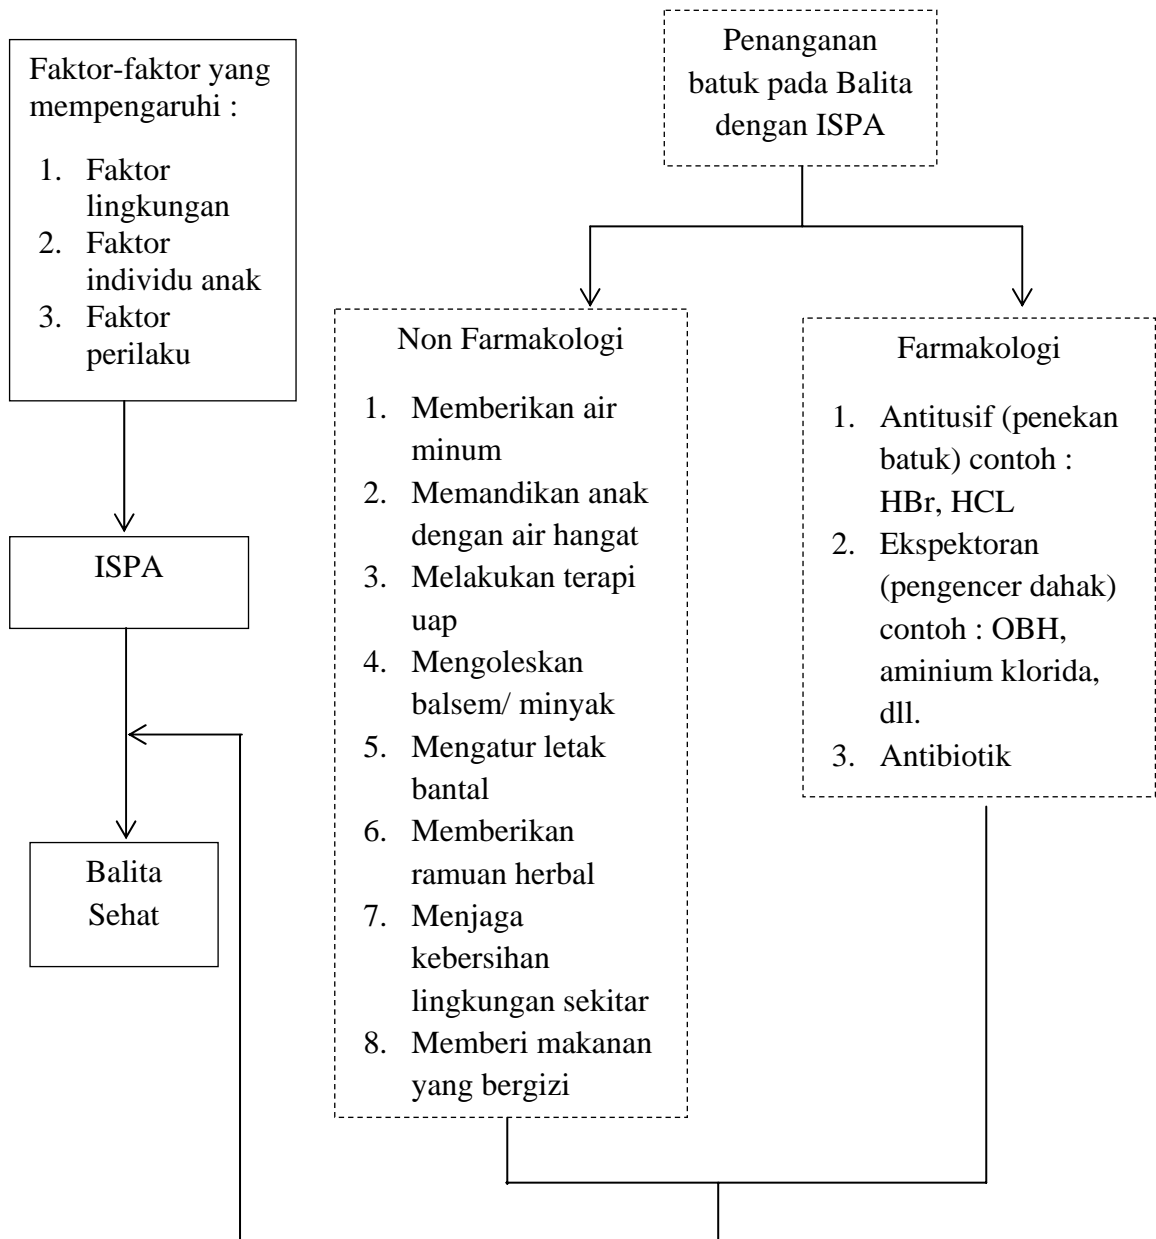 Faktor-faktor yang
mempengaruhi :
1. Faktor
lingkungan
2. Faktor
individu anak
3. Faktor
perilaku
ISPA
Balita
Sehat
Penanganan
batuk pada Balita
dengan ISPA
Non Farmakologi
1. Memberikan air
minum
2. Memandikan anak
dengan air hangat
3. Melakukan terapi
uap
4. Mengoleskan
balsem/ minyak
5. Mengatur letak
bantal
6. Memberikan
ramuan herbal
7. Menjaga
kebersihan
lingkungan sekitar
8. Memberi makanan
yang bergizi
Farmakologi
1. Antitusif (penekan
batuk) contoh :
HBr, HCL
2. Ekspektoran
(pengencer dahak)
contoh : OBH,
aminium klorida,
dll.
3. Antibiotik